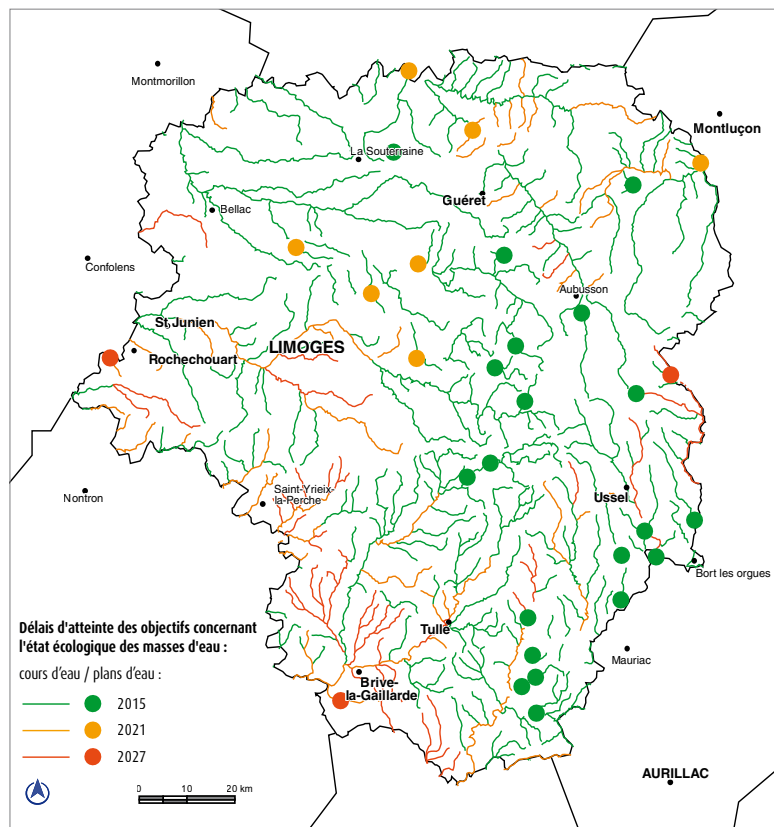 Montmorillon
Montluçon
La Souterraine
Guéret
Bellac
Confolens
Aubusson
St Junien
LIMOGES
Rochechouart
Nontron
Saint-Yrieix-
la-Perche
Ussel
Bort les orgues
Tulle
Mauriac
Brive-
la-Gaillarde
AURILLAC
Délais d'atteinte des objectifs concernant
l'état écologique des masses d'eau :
cours d'eau / plans d'eau :
2015
2021
2027
0 10 20 km